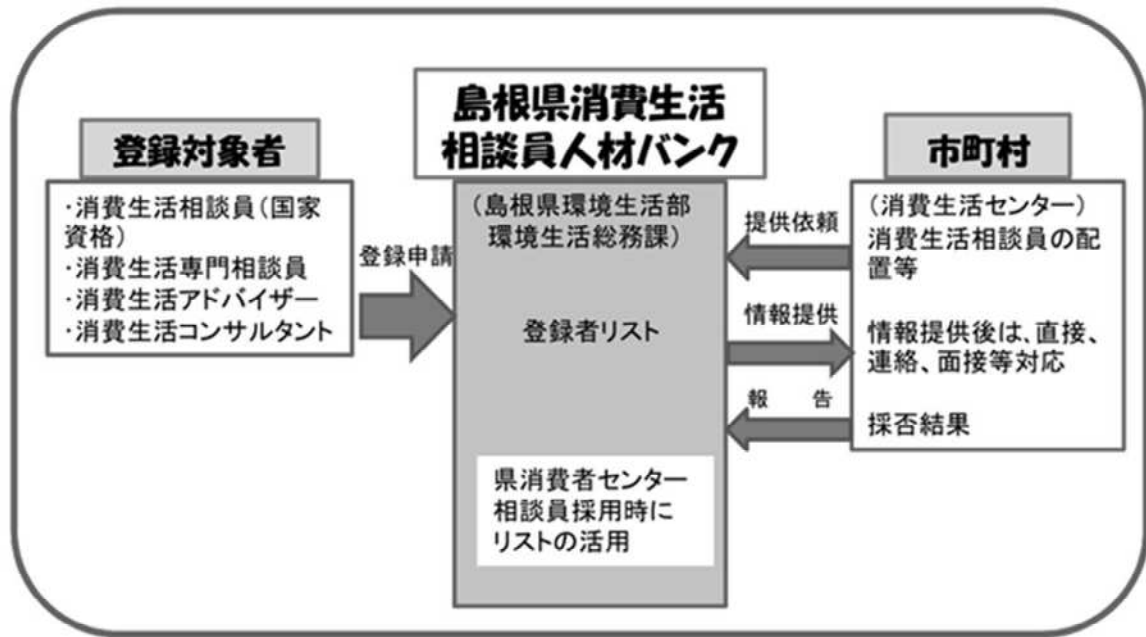 登録対象者
・消費生活相談員(国家
資格)
・消費生活専門相談員
・消費生活アドバイザー
・消費生活コンサルタント
登録申請
島根県消費生活
相談員人材バンク
(島根県環境生活部
環境生活総務課)
登録者リスト
県消費者センター
相談員採用時に
リストの活用
提供依頼
情報提供
報 告
市町村
(消費生活センター)
消費生活相談員の配
置等
情報提供後は、直接、
連絡、面接等対応
採否結果